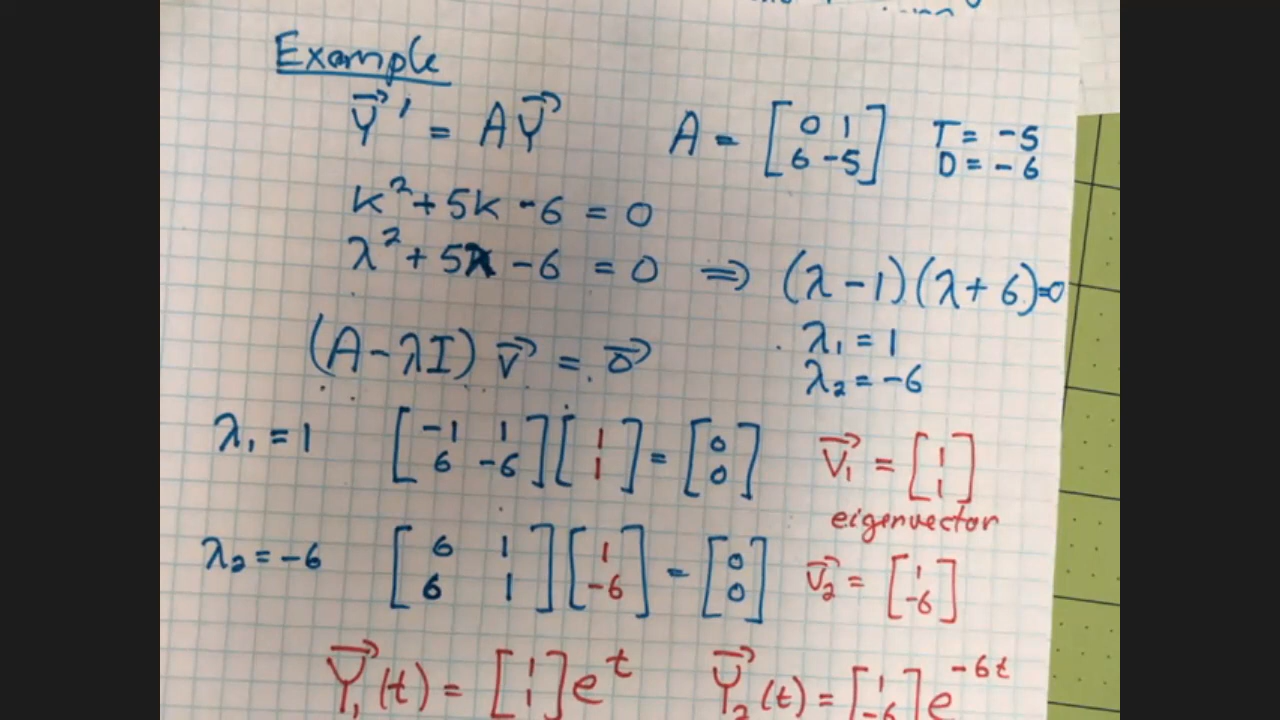 Example
Y⃗' = AY⃗ A = [0 1; 6 -5] T = -5 D = -6
k² + 5k - 6 = 0
λ² + 5λ - 6 = 0 ⇒ (λ - 1)(λ + 6) = 0
λ₁ = 1
λ₂ = -6
(A - λI) v⃗ = 0⃗
λ₁ = 1 [-1 1; 6 -6] [1; 1] = [0; 0] v⃗₁ = [1; 1]
eigenvector
λ₂ = -6 [6 1; 6 1] [1; -6] = [0; 0] v⃗₂ = [1; -6]
Y⃗₁(t) = [1; 1] eᵗ Y⃗₂(t) = [1; -6] e⁻⁶ᵗ